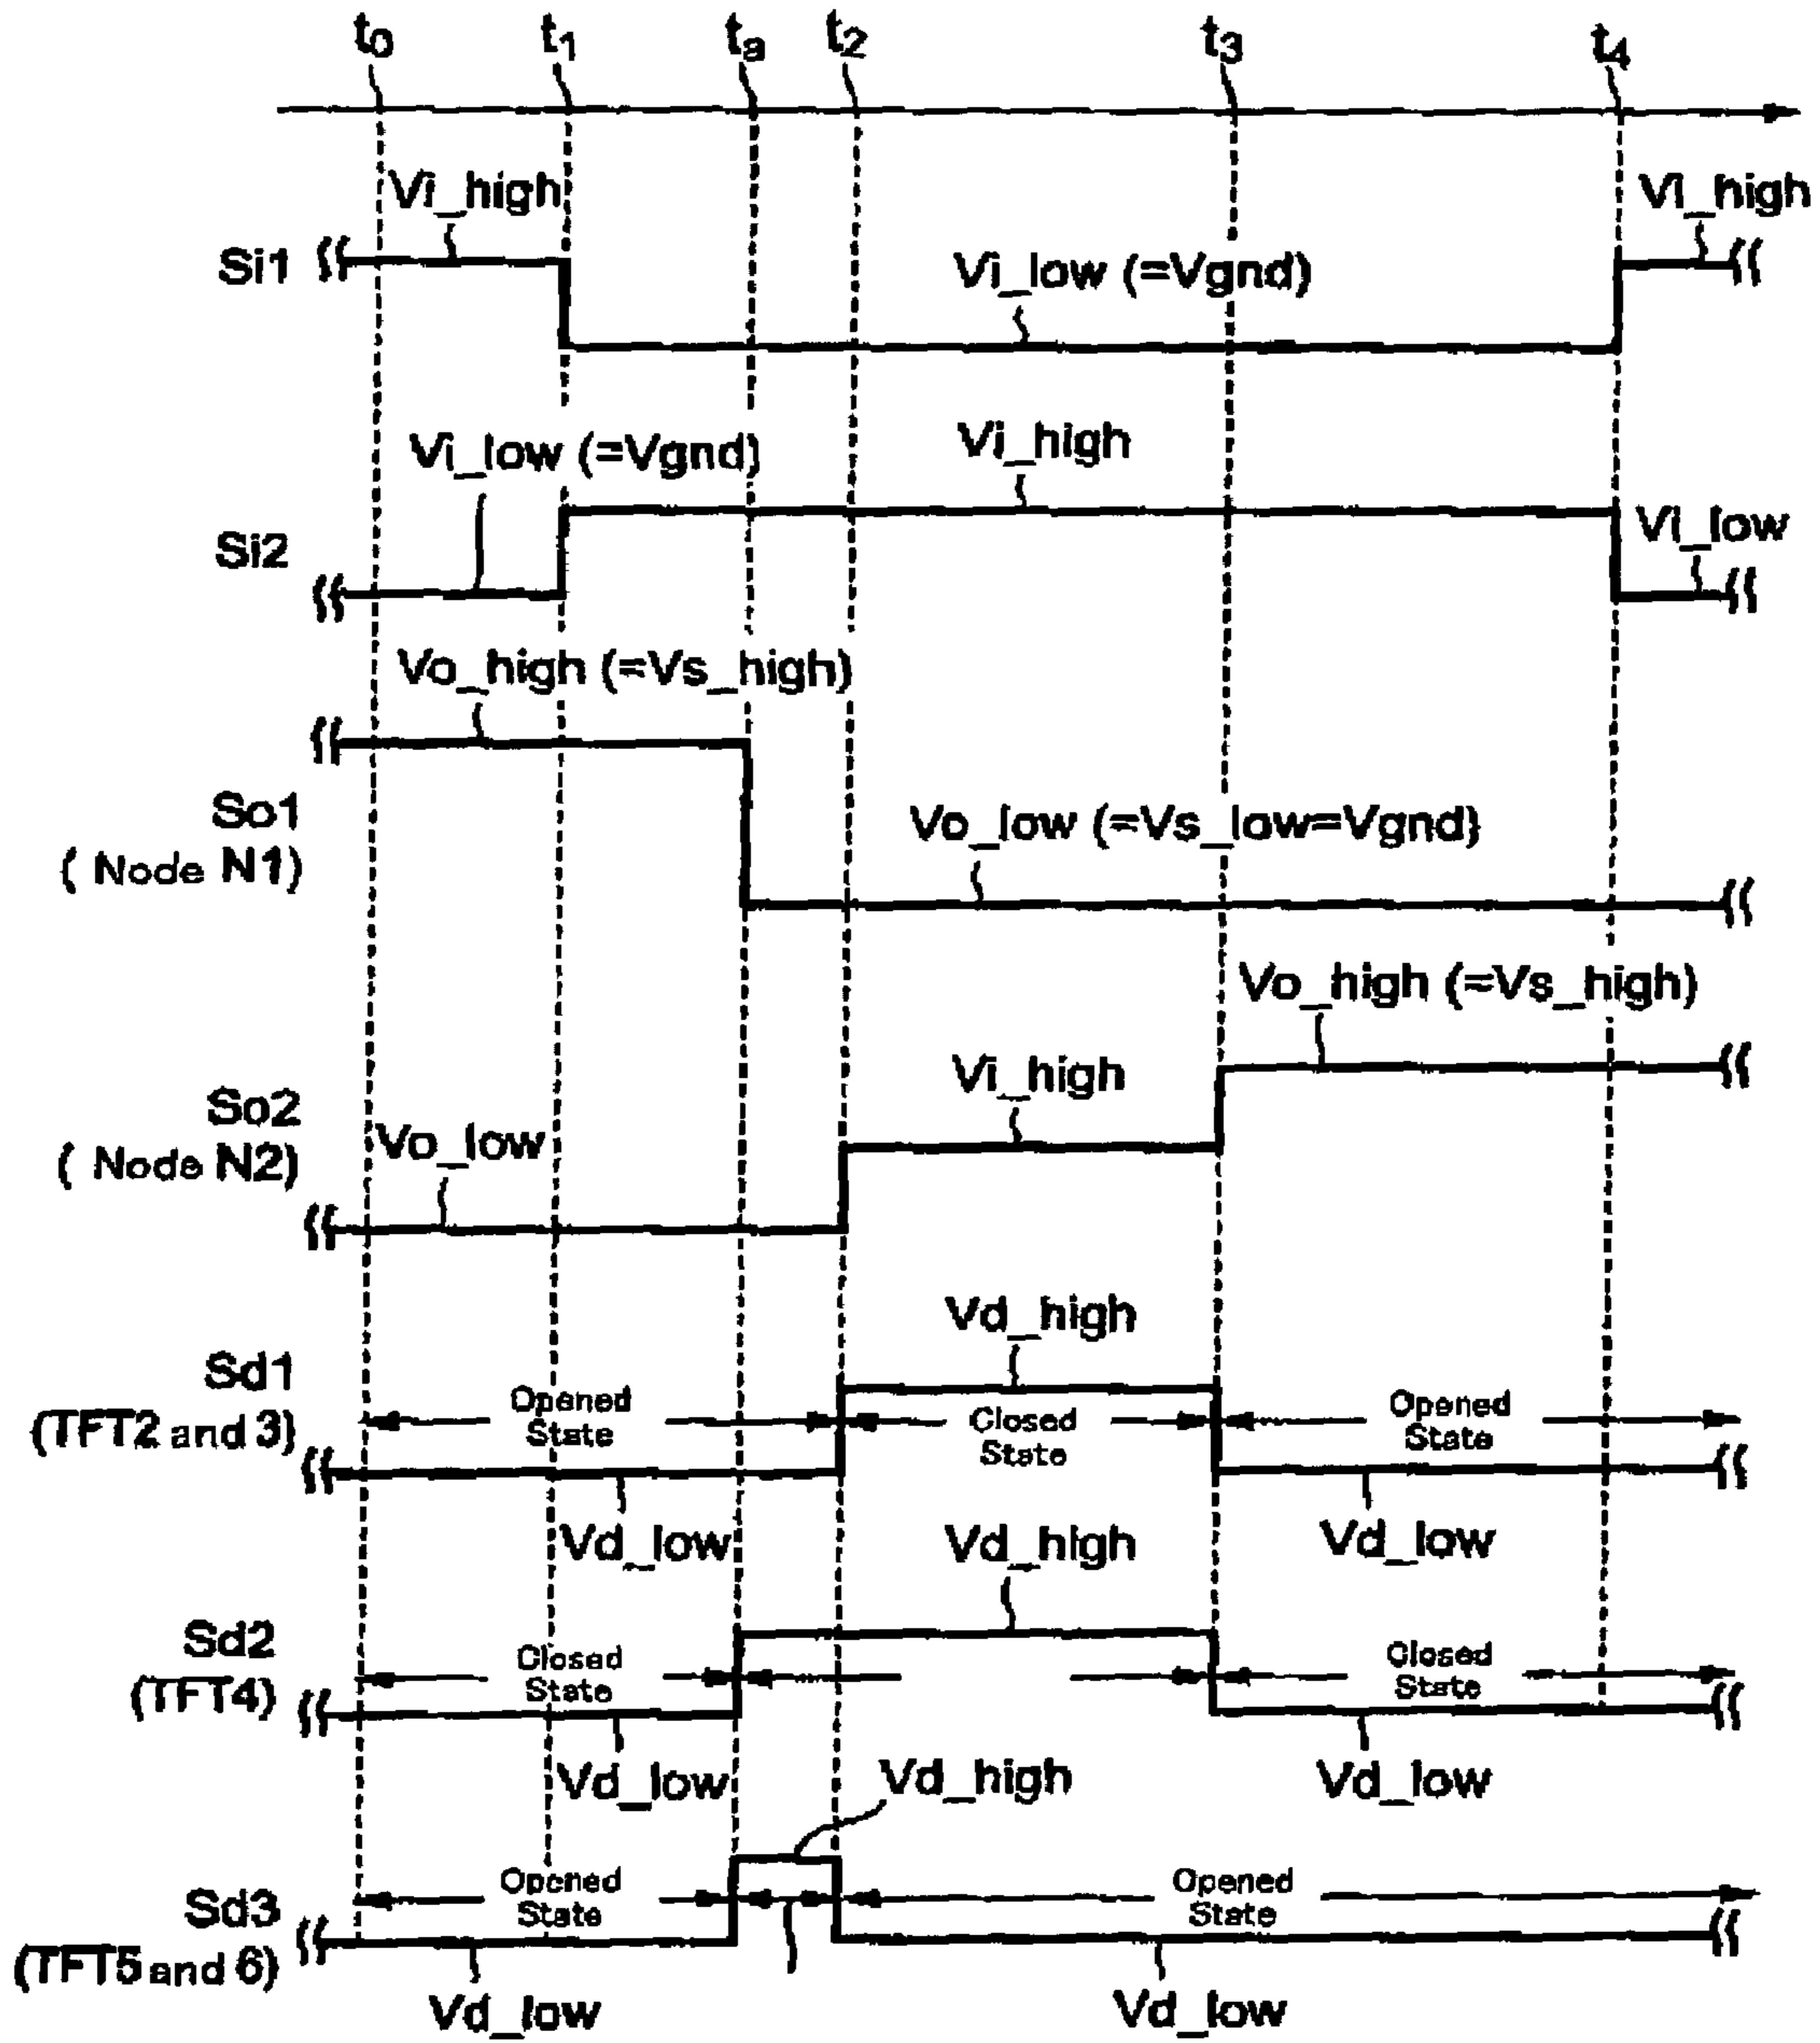 t0 t1 ta t2 t3 t4
Vi_high
Vi_high
Si1
Vi_low (=Vgnd)
Vi_low (=Vgnd)
Vi_high
Si2
Vi_low
Vo_high (=Vs_high)
So1
( Node N1)
Vo_low (=Vs_low=Vgnd)
Vo_high (=Vs_high)
Vi_high
So2
( Node N2)
Vo_low
Vd_high
Sd1
(TFT2 and 3)
Opened
State
Closed
State
Opened
State
Vd_low
Vd_high
Vd_low
Sd2
(TFT4)
Closed
State
Closed
State
Vd_low
Vd_high
Vd_low
Sd3
(TFT5 and 6)
Opened
State
Opened
State
Vd_low
Vd_low